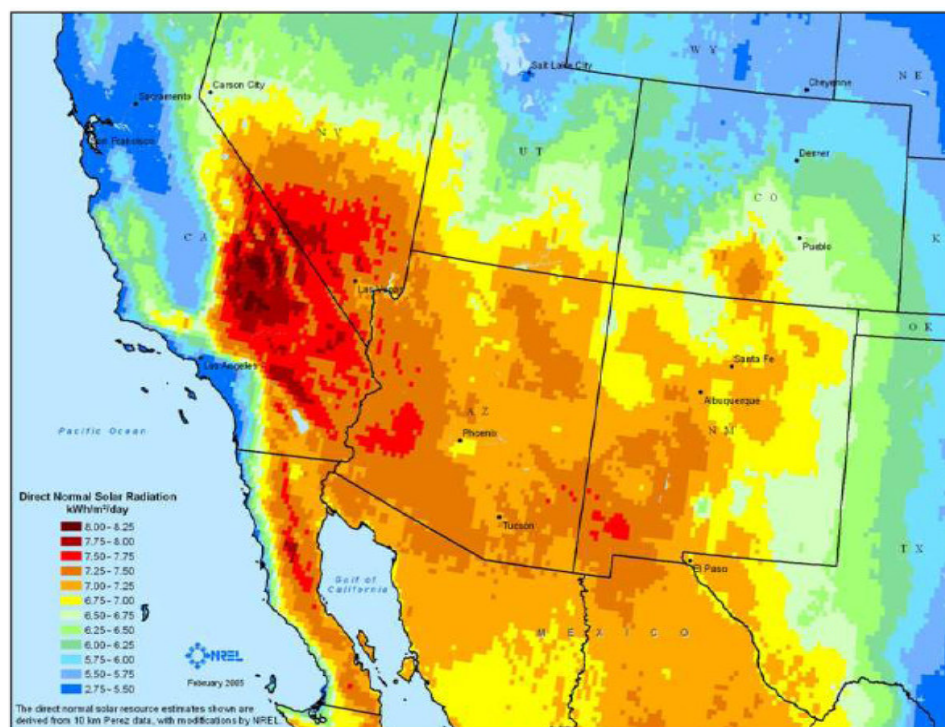 Salt Lake City
W Y
Cheyenne
N E
Carson City
Sacramento
San Francisco
N V
U T
Denver
C O
C A
Pueblo
K
Las Vegas
O K
Los Angeles
Santa Fe
Albuquerque
Pacific Ocean
A Z
Phoenix
N M
Direct Normal Solar Radiation
kWh/m²/day
8.00 - 8.25
7.75 - 8.00
7.50 - 7.75
7.25 - 7.50
7.00 - 7.25
6.75 - 7.00
6.50 - 6.75
6.25 - 6.50
6.00 - 6.25
5.75 - 6.00
5.50 - 5.75
2.75 - 5.50
Tucson
T X
El Paso
Gulf of
California
M E X I C O
NREL
February 2005
The direct normal solar resource estimates shown are
derived from 10 km Perez data, with modifications by NREL.